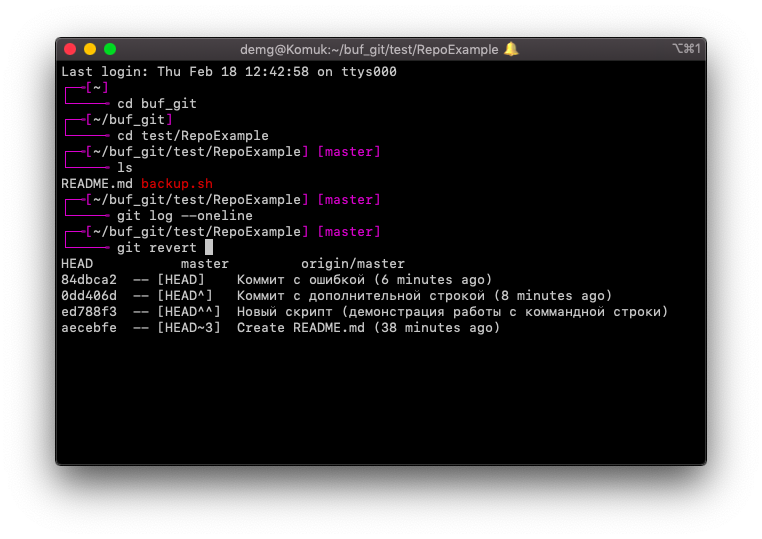 demg@Komuk:~/buf_git/test/RepoExample 🔔 ⌥⌘1
Last login: Thu Feb 18 12:42:58 on ttys000
[~]
cd buf_git
[~/buf_git]
cd test/RepoExample
[~/buf_git/test/RepoExample] [master]
ls
README.md backup.sh
[~/buf_git/test/RepoExample] [master]
git log --oneline
[~/buf_git/test/RepoExample] [master]
git revert
HEAD master origin/master
84dbca2 -- [HEAD] Коммит с ошибкой (6 minutes ago)
0dd406d -- [HEAD^] Коммит с дополнительной строкой (8 minutes ago)
ed788f3 -- [HEAD^^] Новый скрипт (демонстрация работы с коммандной строки)
aecebfe -- [HEAD~3] Create README.md (38 minutes ago)